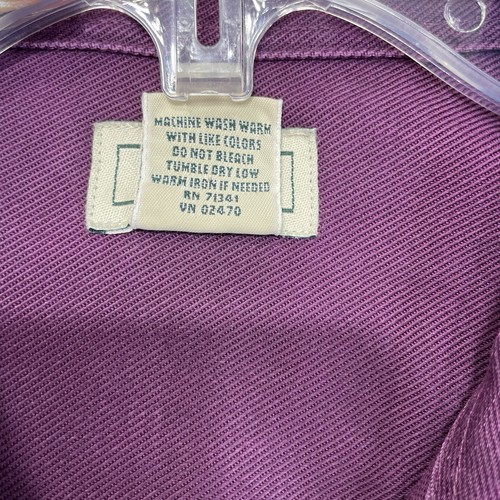 MACHINE WASH WARM
WITH LIKE COLORS
DO NOT BLEACH
TUMBLE DRY LOW
WARM IRON IF NEEDED
RN 71341
VN 02470